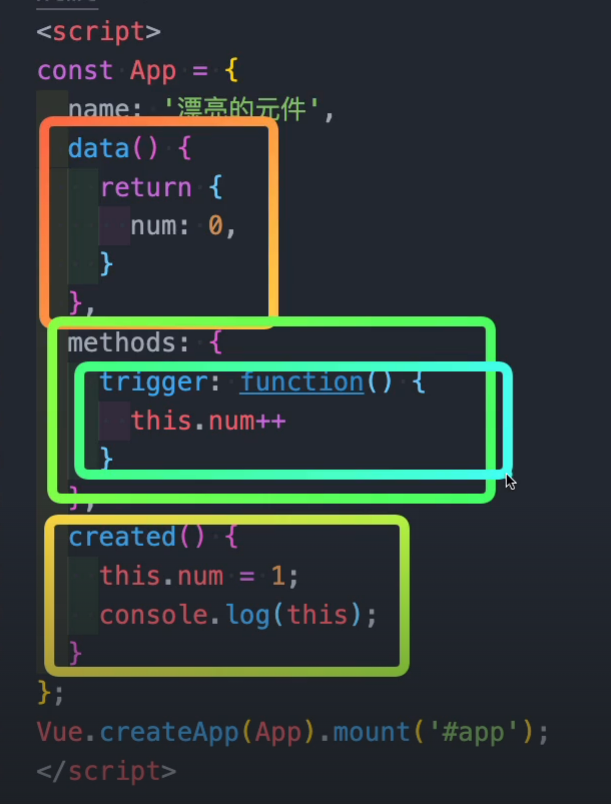 <script>
const App = {
name: '漂亮的元件',
data() {
return {
num: 0,
}
},
methods: {
trigger: function() {
this.num++
}
},
created() {
this.num = 1;
console.log(this);
}
};
Vue.createApp(App).mount('#app');
</script>